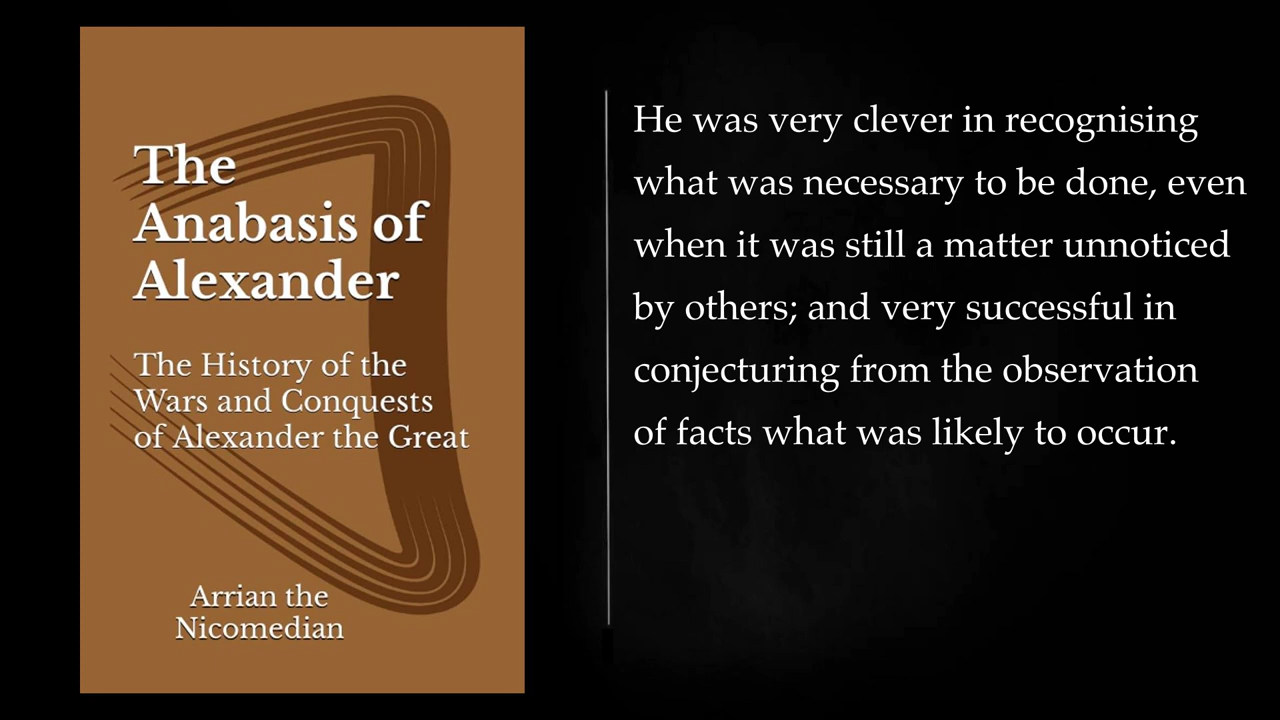 The
Anabasis of
Alexander
The History of the
Wars and Conquests
of Alexander the Great
Arrian the
Nicomedian
He was very clever in recognising
what was necessary to be done, even
when it was still a matter unnoticed
by others; and very successful in
conjecturing from the observation
of facts what was likely to occur.